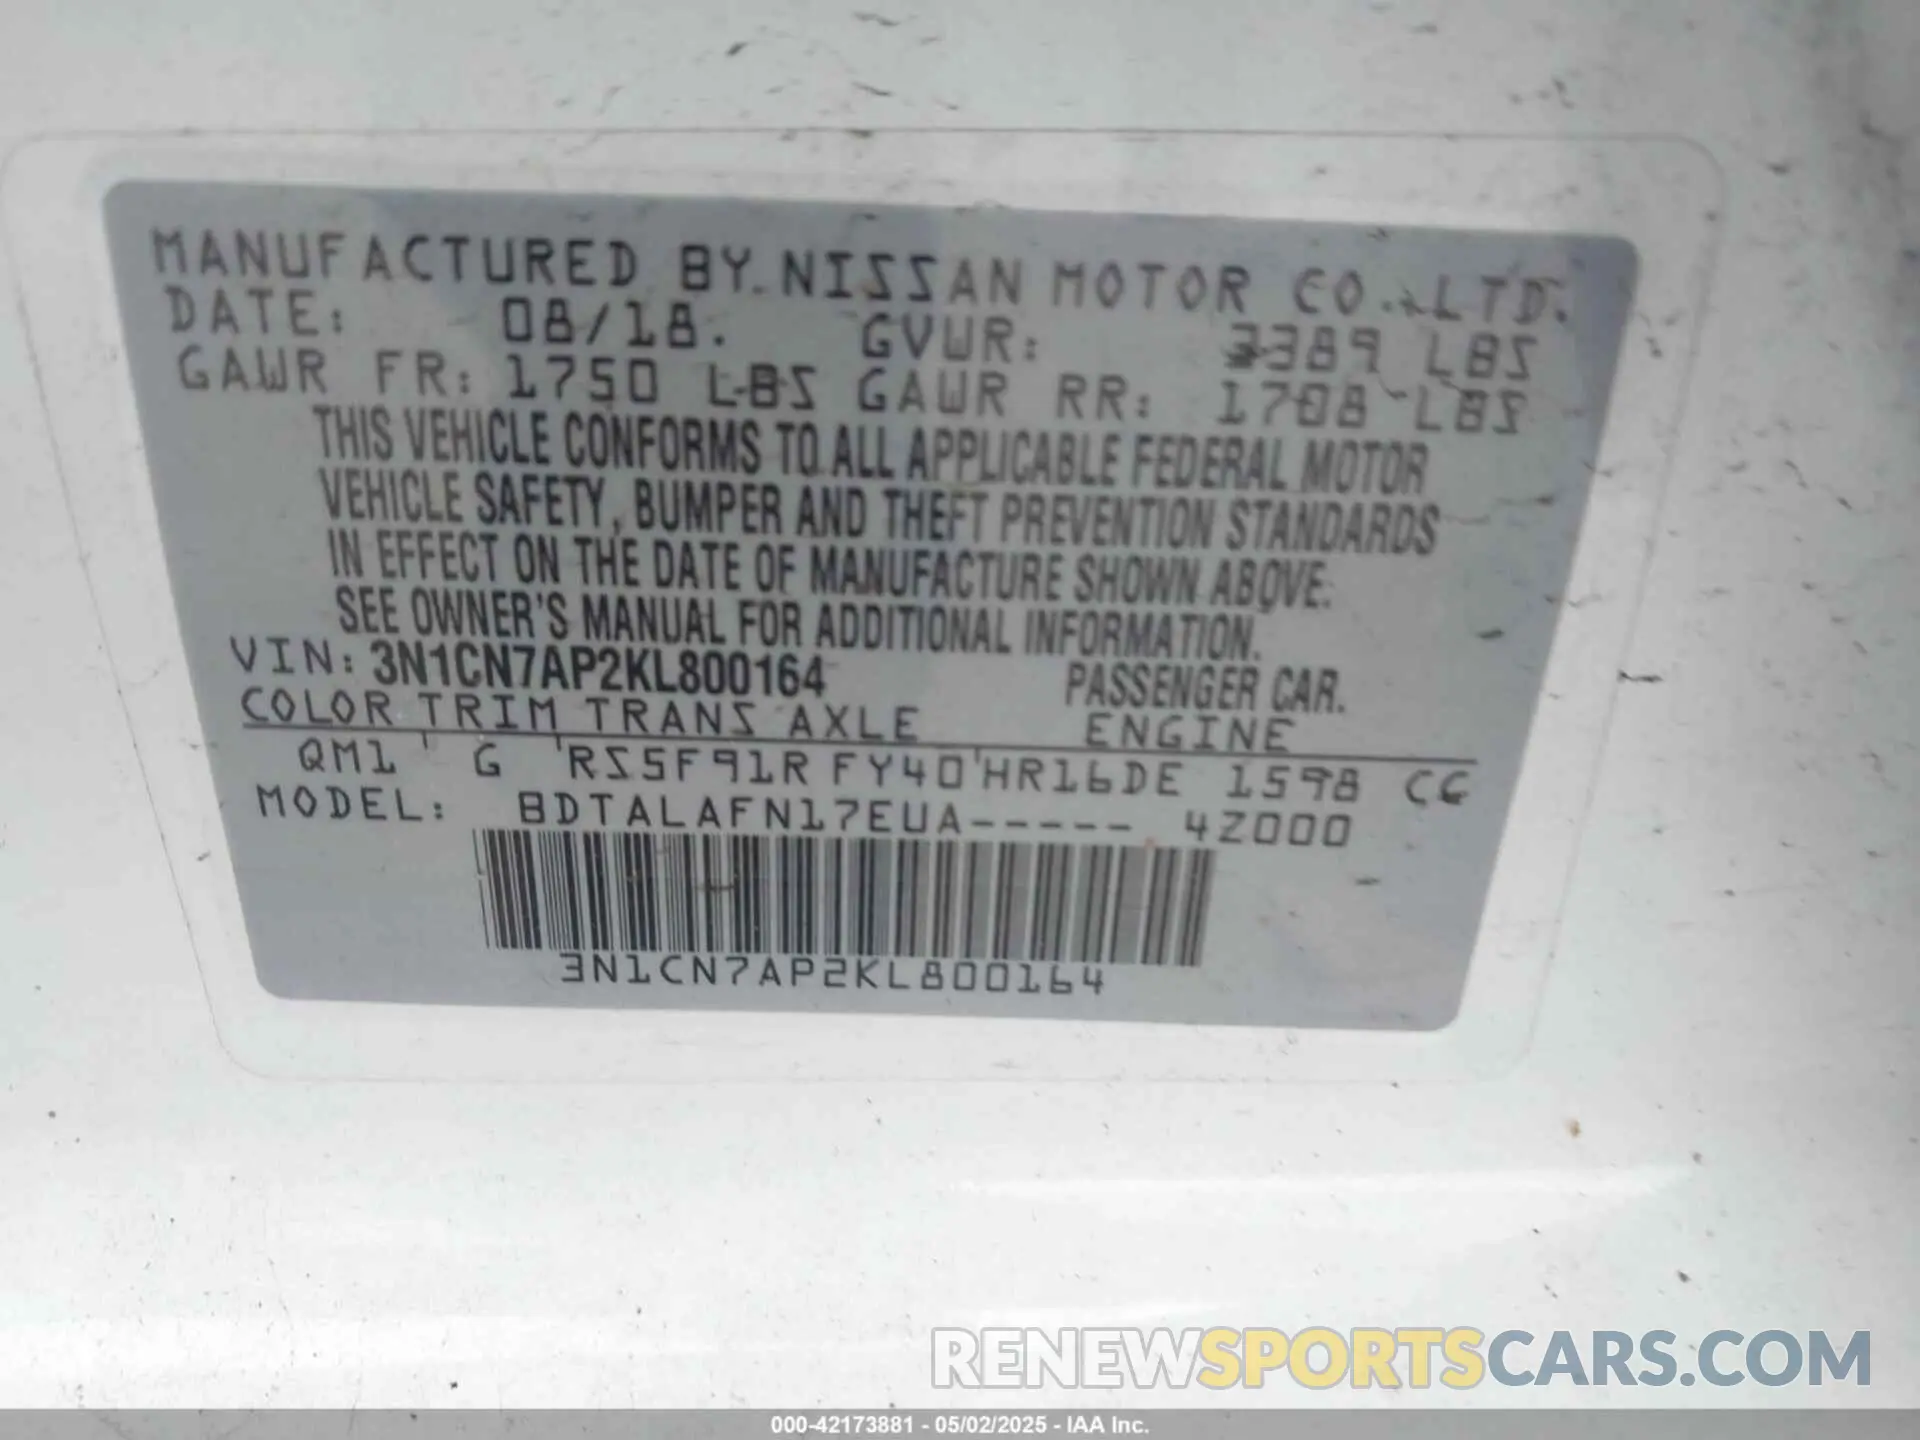 MANUFACTURED BY NISSAN MOTOR CO., LTD.
DATE: 08/18. GVWR: 3389 LBS
GAWR FR: 1750 LBS GAWR RR: 1708 LBS
THIS VEHICLE CONFORMS TO ALL APPLICABLE FEDERAL MOTOR
VEHICLE SAFETY, BUMPER AND THEFT PREVENTION STANDARDS
IN EFFECT ON THE DATE OF MANUFACTURE SHOWN ABOVE.
SEE OWNER'S MANUAL FOR ADDITIONAL INFORMATION.
VIN: 3N1CN7AP2KL800164 PASSENGER CAR.
COLOR TRIM TRANS AXLE ENGINE
QM1 G RS5F91R FY40 HR16DE 1598 CC
MODEL: BDTALAFN17EUA----- 4Z000
3N1CN7AP2KL800164
RENEWSPORTSCARS.COM
000-42173881 - 05/02/2025 - IAA Inc.